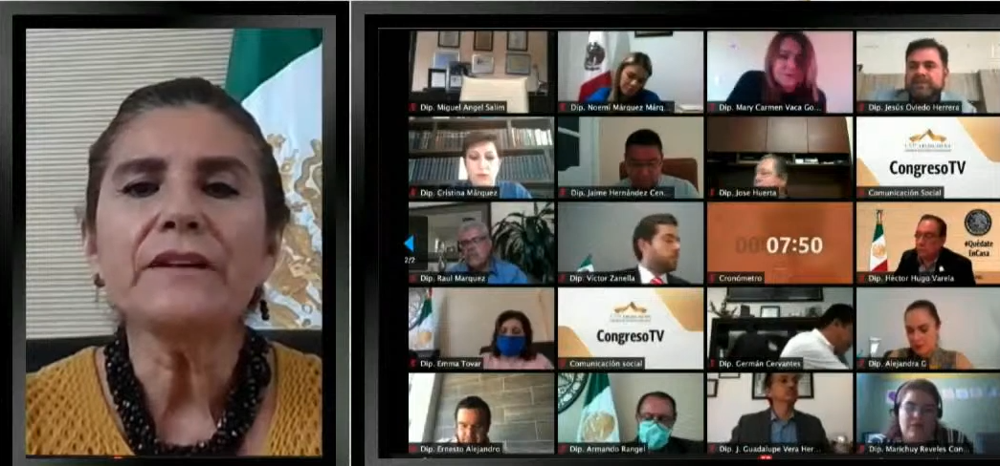 Dip. Miguel Angel Salim
Dip. Noemí Márquez Márq...
Dip. Mary Carmen Vaca Go...
Dip. Jesús Oviedo Herrera
Dip. Cristina Márquez
Dip. Jaime Hernández Cen...
Dip. Jose Huerta
CongresoTV
Comunicación Social
2/2
Dip. Raul Marquez
Dip. Víctor Zanella
07:50
Cronómetro
#Quédate
EnCasa
Dip. Héctor Hugo Varela
Dip. Emma Tovar
CongresoTV
Comunicación social
Dip. Germán Cervantes
Dip. Alejandra G
Dip. Ernesto Alejandro
Dip. Armando Rangel
Dip. J. Guadalupe Vera Her...
Dip. Marichuy Reveles Con...